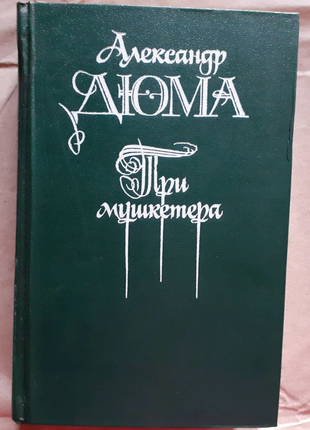 Александр
ДЮМА
Три
мушкетера